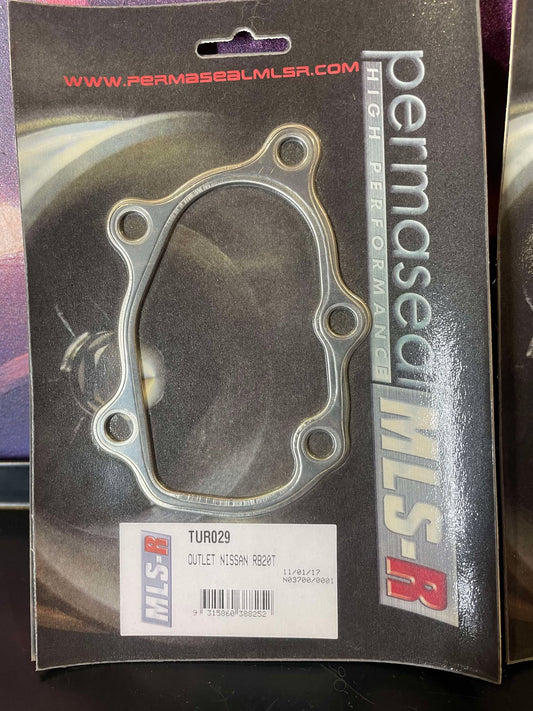 www.PERMASEALMLSR.COM
permaseal
HIGH PERFORMANCE
MLS-R
MLS-R
TUR029
OUTLET NISSAN RB20T
11/01/17
N03700/0001
9 315860 388252